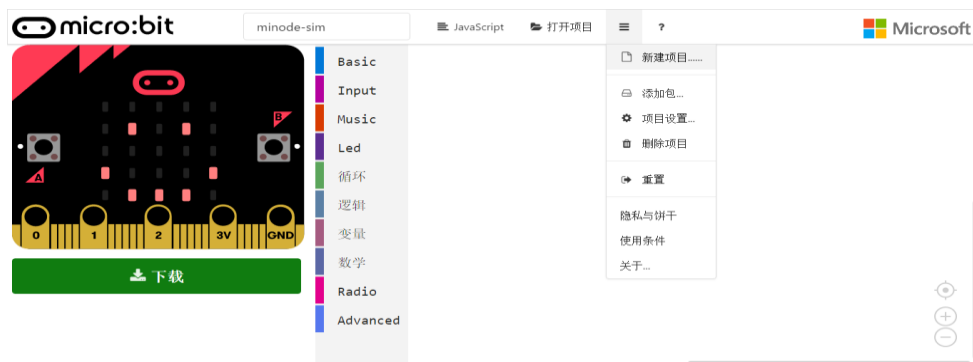 micro:bit
minode-sim
JavaScript
打开项目
?
Microsoft
新建项目......
添加包...
项目设置...
删除项目
重置
隐私与饼干
使用条件
关于...
B
A
0 1 2 3V GND
下载
Basic
Input
Music
Led
循环
逻辑
变量
数学
Radio
Advanced